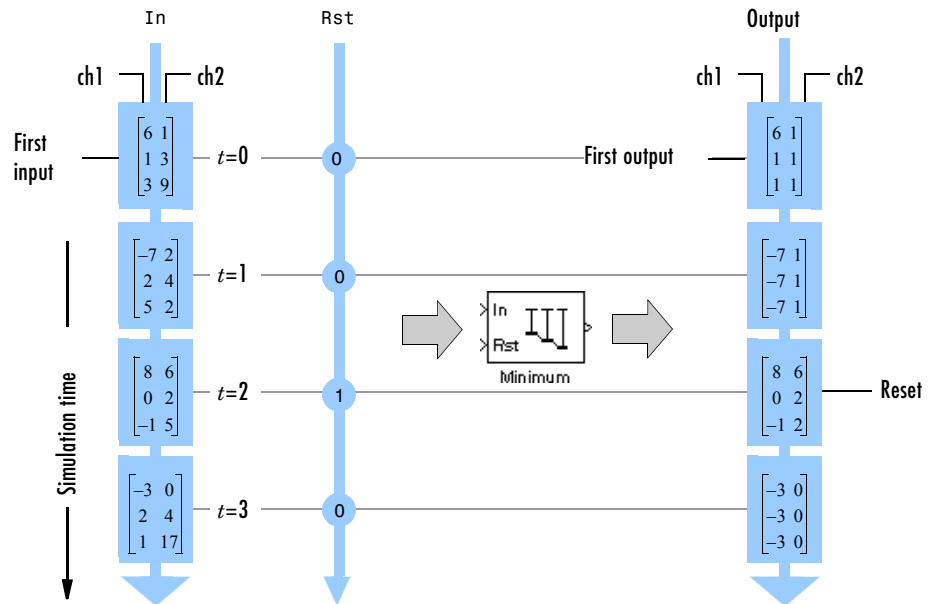 In Rst Output
ch1 ch2 ch1 ch2
First input
6 1
1 3
3 9
t=0
0
First output
6 1
1 1
1 1
−7 2
2 4
5 2
t=1
0
−7 1
−7 1
−7 1
In
Rst
Minimum
8 6
0 2
−1 5
t=2
1
8 6
0 2
−1 2
Reset
−3 0
2 4
1 17
t=3
0
−3 0
−3 0
−3 0
Simulation time